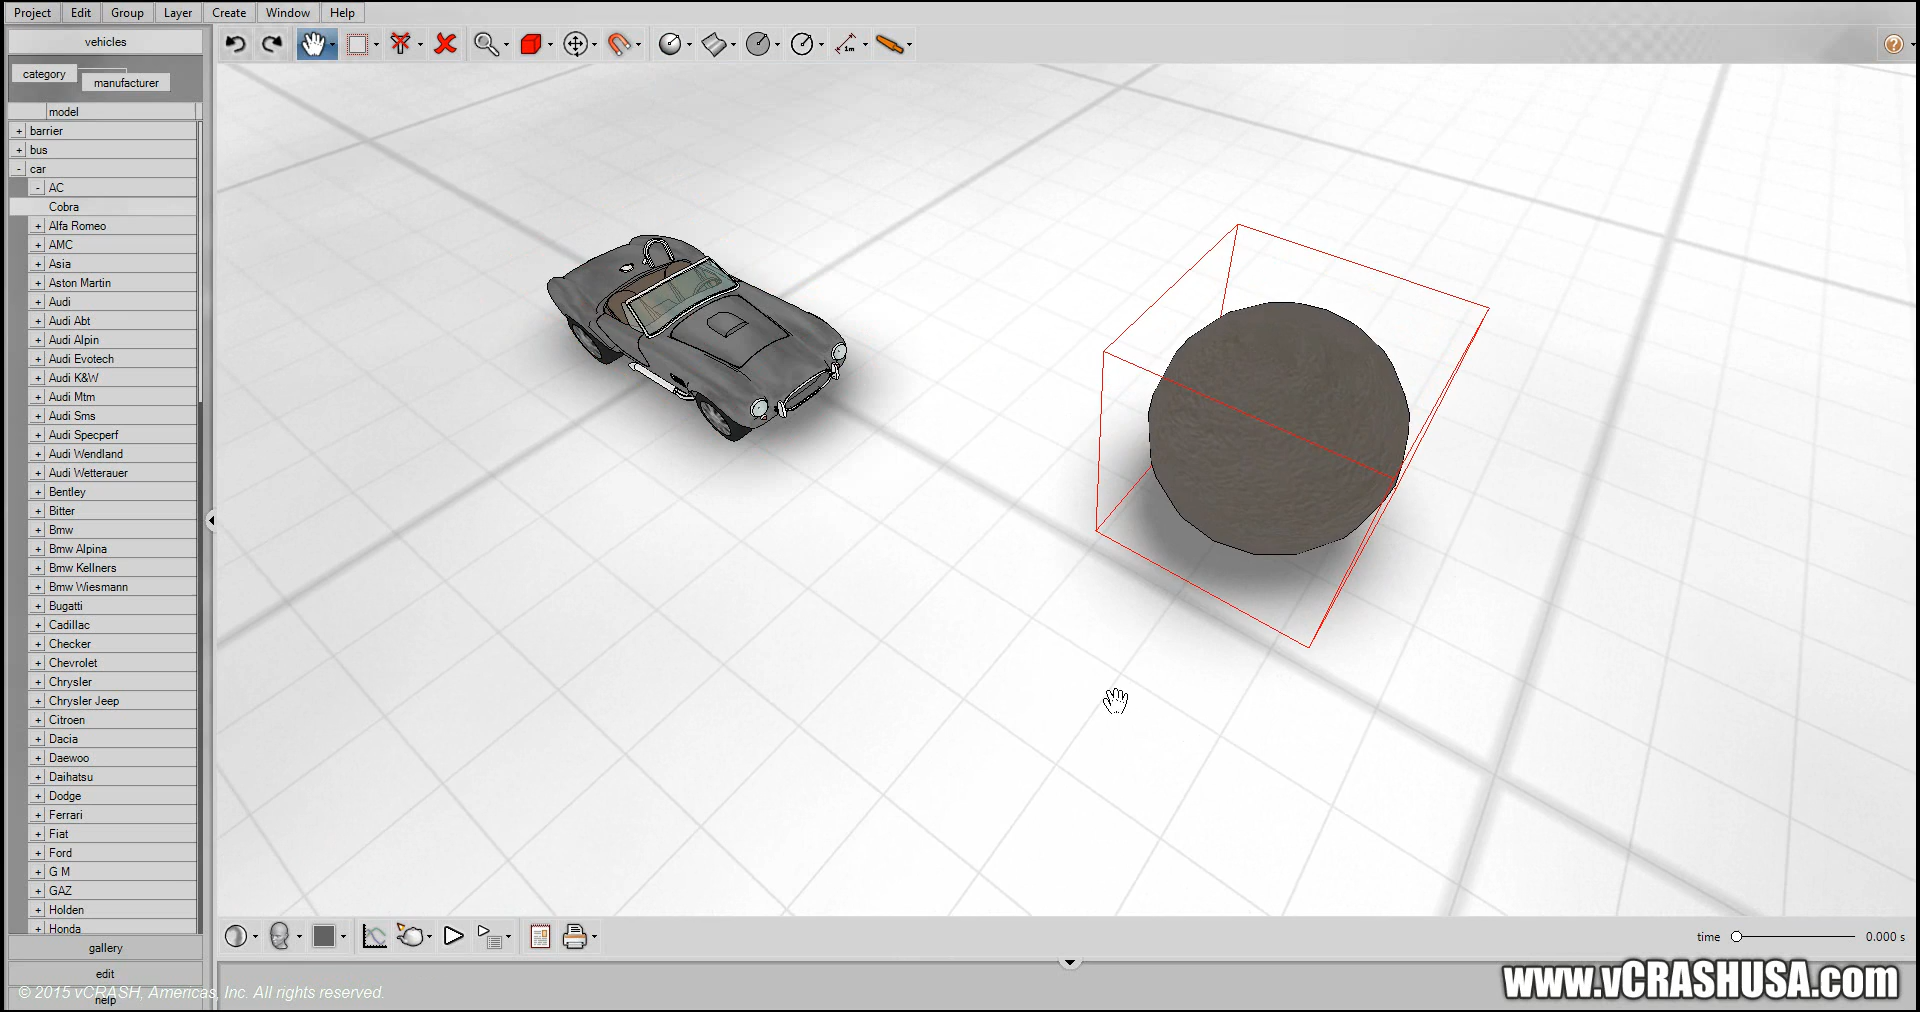 Project Edit Group Layer Create Window Help
vehicles
category
manufacturer
model
+ barrier
+ bus
- car
- AC
Cobra
+ Alfa Romeo
+ AMC
+ Asia
+ Aston Martin
+ Audi
+ Audi Abt
+ Audi Alpin
+ Audi Evotech
+ Audi K&W
+ Audi Mtm
+ Audi Sms
+ Audi Specperf
+ Audi Wendland
+ Audi Wetterauer
+ Bentley
+ Bitter
+ Bmw
+ Bmw Alpina
+ Bmw Kellners
+ Bmw Wiesmann
+ Bugatti
+ Cadillac
+ Checker
+ Chevrolet
+ Chrysler
+ Chrysler Jeep
+ Citroen
+ Dacia
+ Daewoo
+ Daihatsu
+ Dodge
+ Ferrari
+ Fiat
+ Ford
+ G M
+ GAZ
+ Holden
+ Honda
gallery
edit
help
1m
?
time 0.000 s
© 2015 vCRASH, Americas, Inc. All rights reserved.
www.vCRASHUSA.com